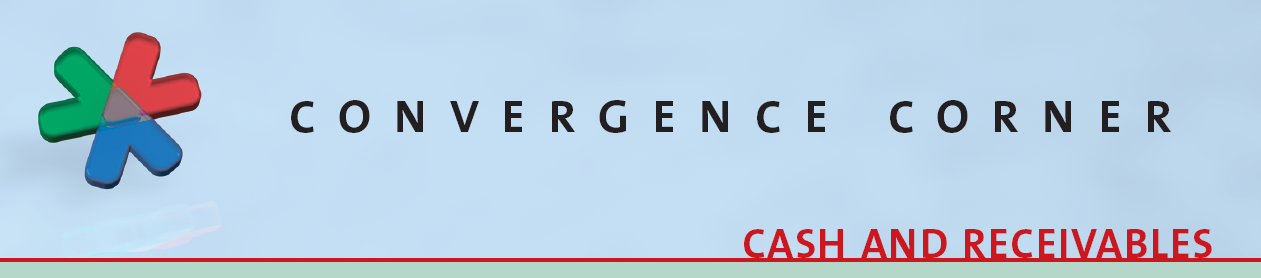 CONVERGENCE CORNER
CASH AND RECEIVABLES